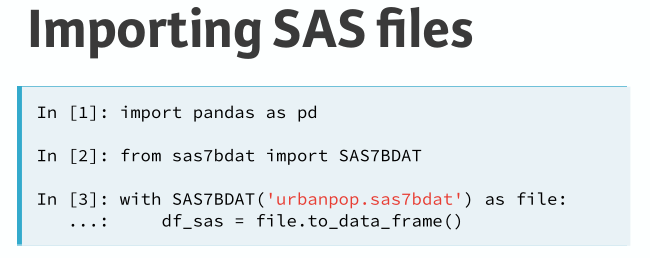 Importing SAS files
In [1]: import pandas as pd
In [2]: from sas7bdat import SAS7BDAT
In [3]: with SAS7BDAT('urbanpop.sas7bdat') as file:
   ...:     df_sas = file.to_data_frame()